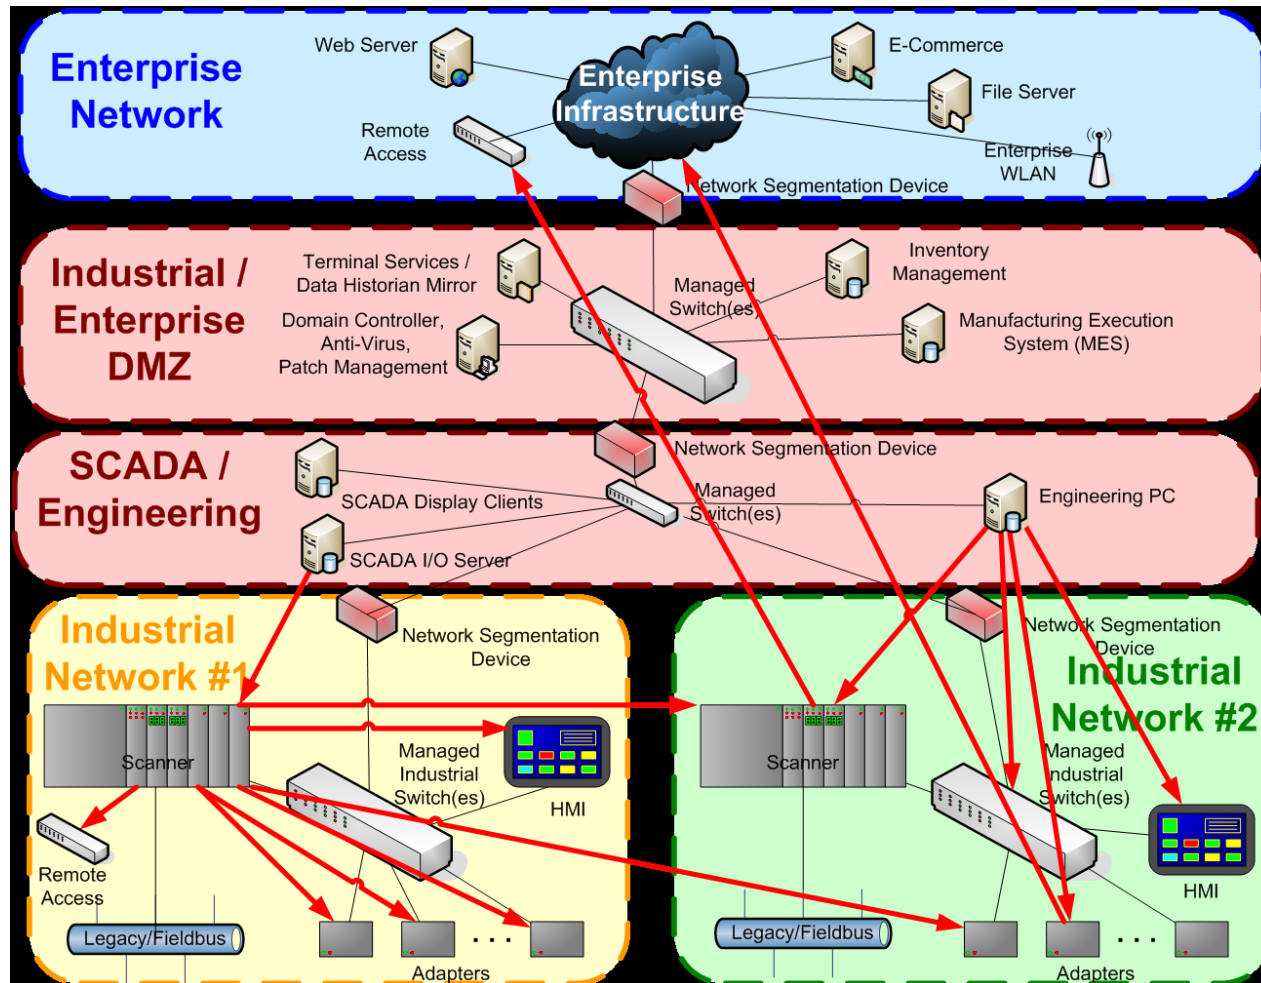 Enterprise
Network
Web Server
Enterprise
Infrastructure
E-Commerce
File Server
Remote
Access
Enterprise
WLAN
Network Segmentation Device
Industrial /
Enterprise
DMZ
Terminal Services /
Data Historian Mirror
Managed
Switch(es)
Inventory
Management
Domain Controller,
Anti-Virus,
Patch Management
Manufacturing Execution
System (MES)
SCADA /
Engineering
Network Segmentation Device
SCADA Display Clients
Managed
Switch(es)
Engineering PC
SCADA I/O Server
Industrial
Network #1
Network Segmentation
Device
Scanner
Managed
Industrial
Switch(es)
HMI
Remote
Access
Legacy/Fieldbus
. . .
Adapters
Network Segmentation
Device
Industrial
Network #2
Scanner
Managed
Industrial
Switch(es)
HMI
Legacy/Fieldbus
. . .
Adapters